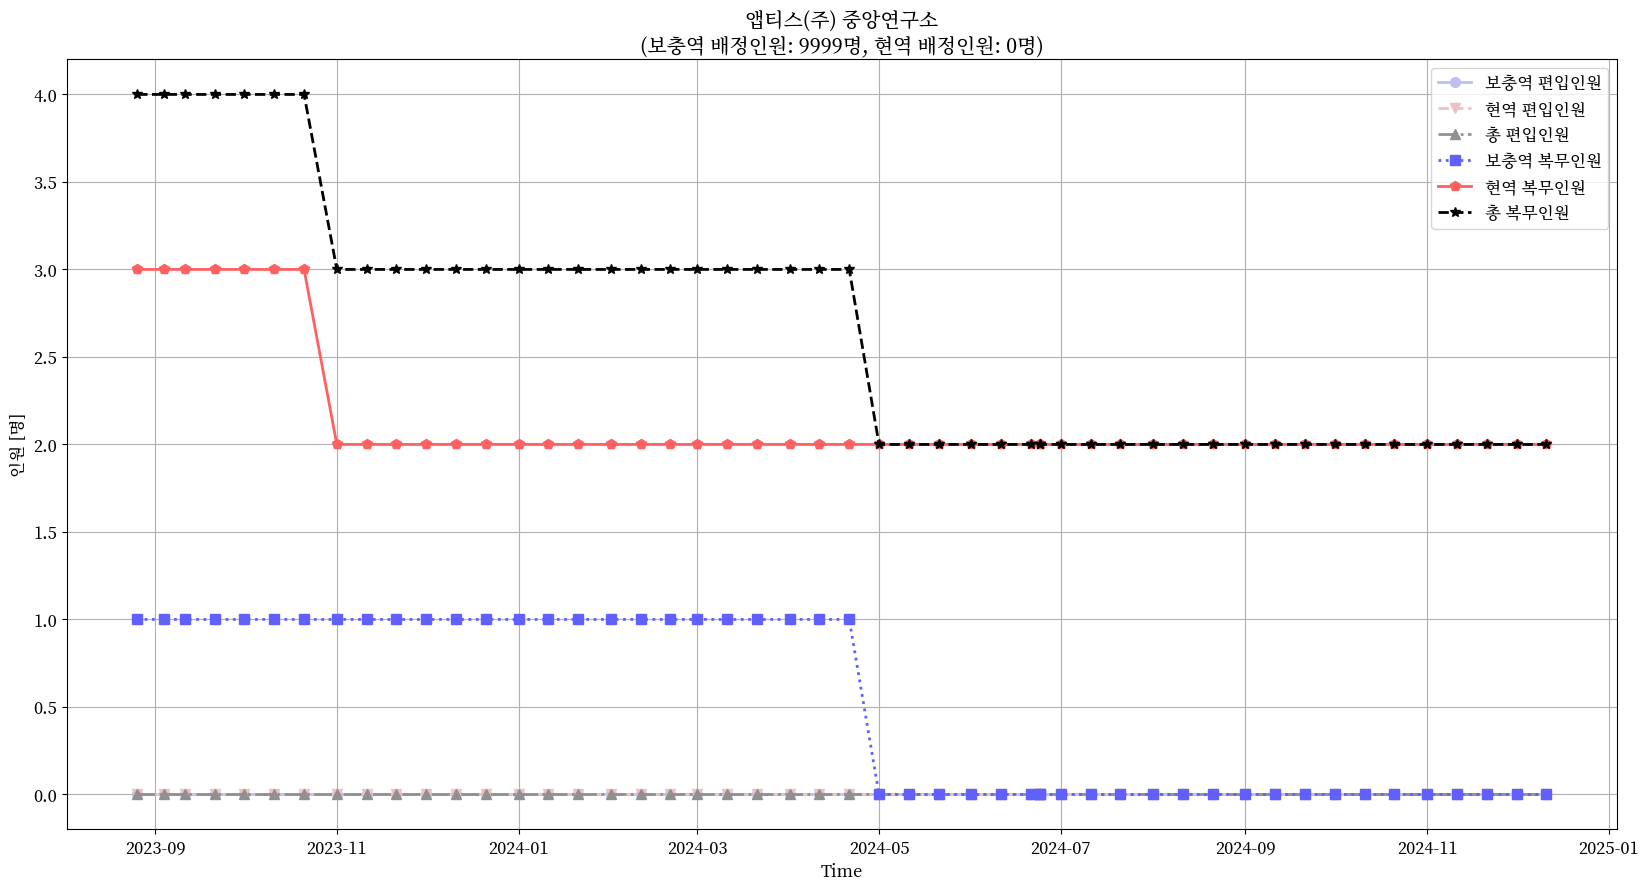 앱티스(주) 중앙연구소
(보충역 배정인원: 9999명, 현역 배정인원: 0명)
보충역 편입인원
현역 편입인원
총 편입인원
보충역 복무인원
현역 복무인원
총 복무인원
인원 [명]
4.0
3.5
3.0
2.5
2.0
1.5
1.0
0.5
0.0
2023-09
2023-11
2024-01
2024-03
2024-05
2024-07
2024-09
2024-11
2025-01
Time